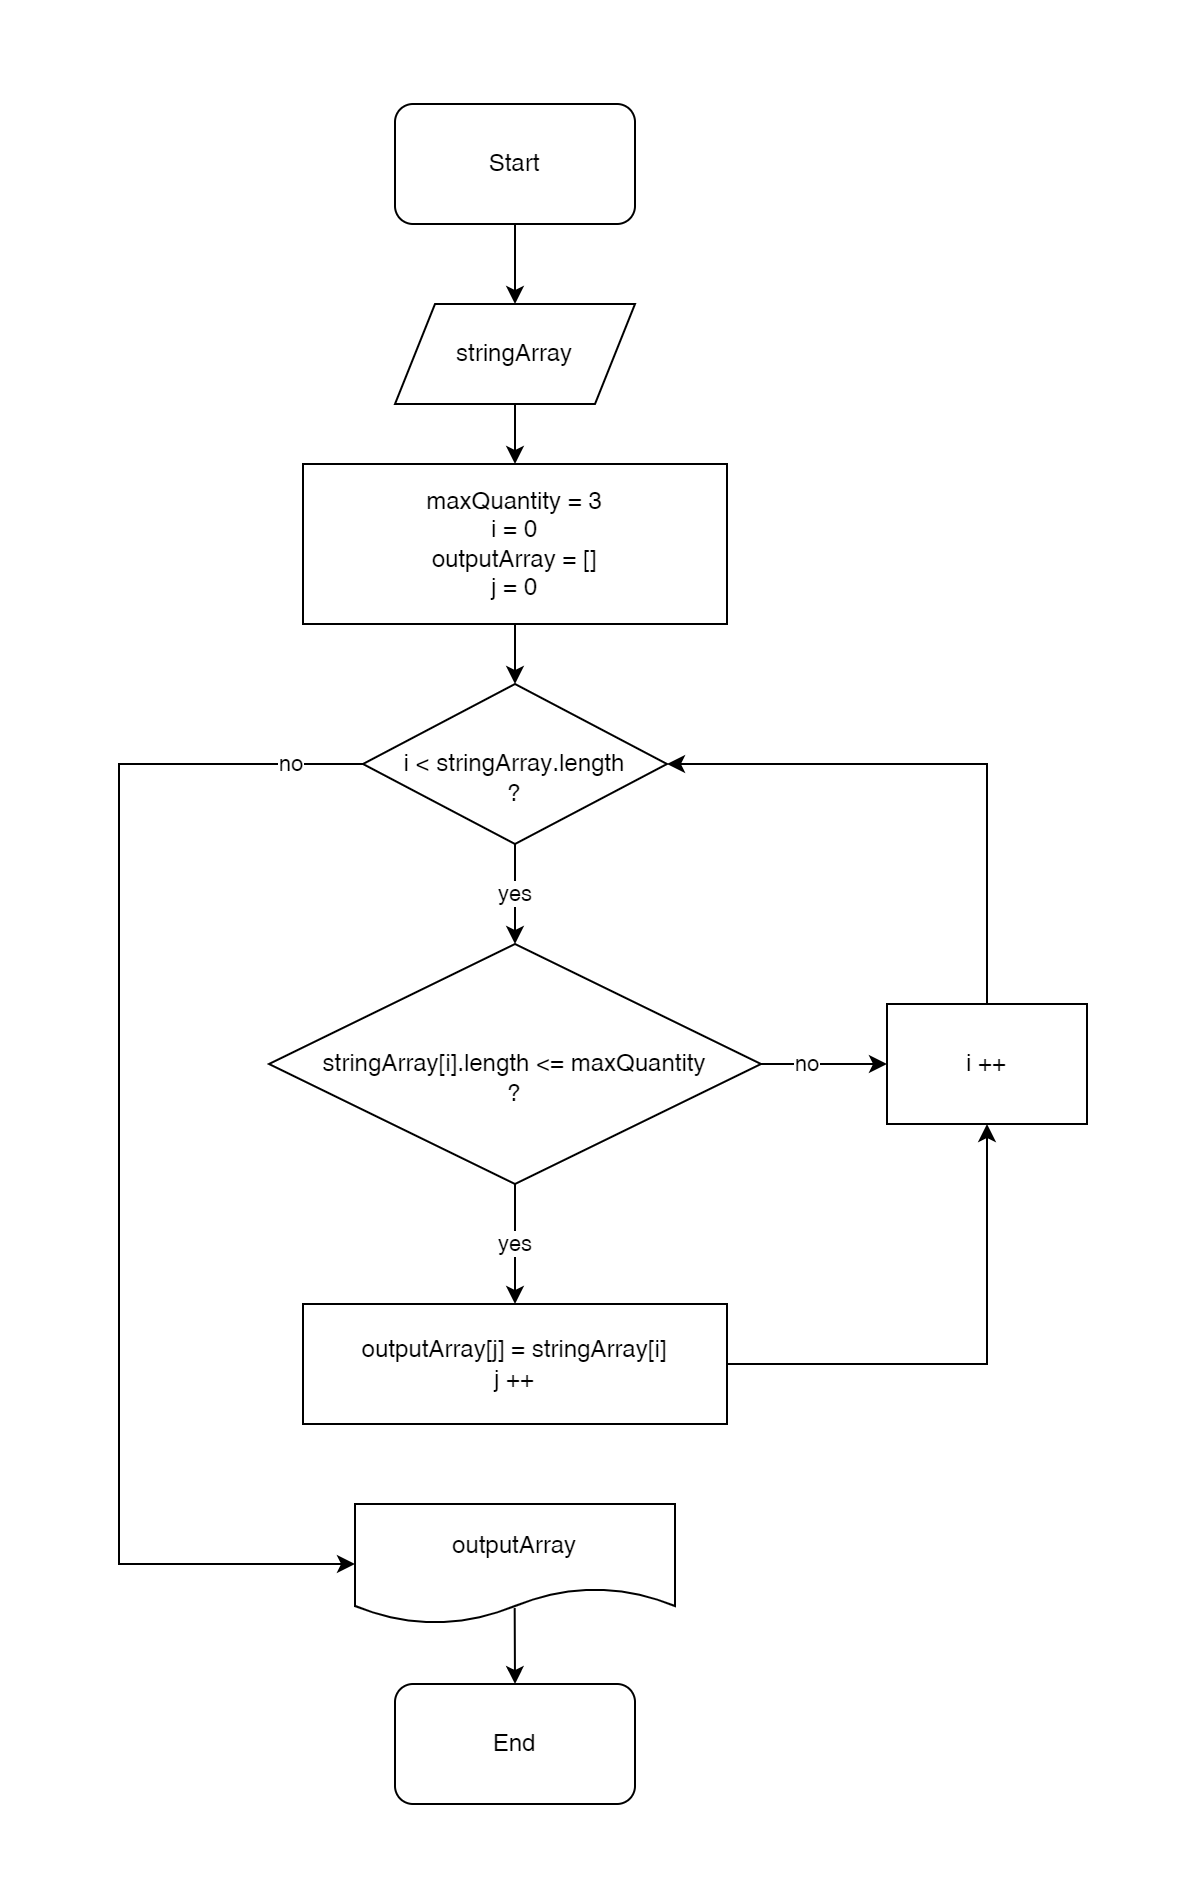 Start
stringArray
maxQuantity = 3
i = 0
outputArray = []
j = 0
i < stringArray.length
?
no
yes
stringArray[i].length <= maxQuantity
?
no
i ++
yes
outputArray[j] = stringArray[i]
j ++
outputArray
End